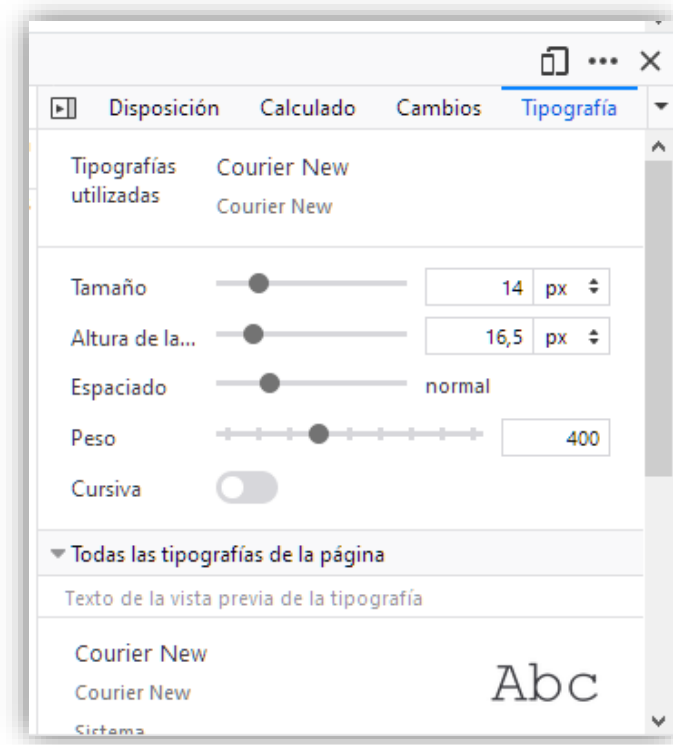 Disposición Calculado Cambios Tipografía
Tipografías utilizadas Courier New
Courier New
Tamaño 14 px
Altura de la... 16,5 px
Espaciado normal
Peso 400
Cursiva
Todas las tipografías de la página
Texto de la vista previa de la tipografía
Courier New
Courier New
Abc
Sistema